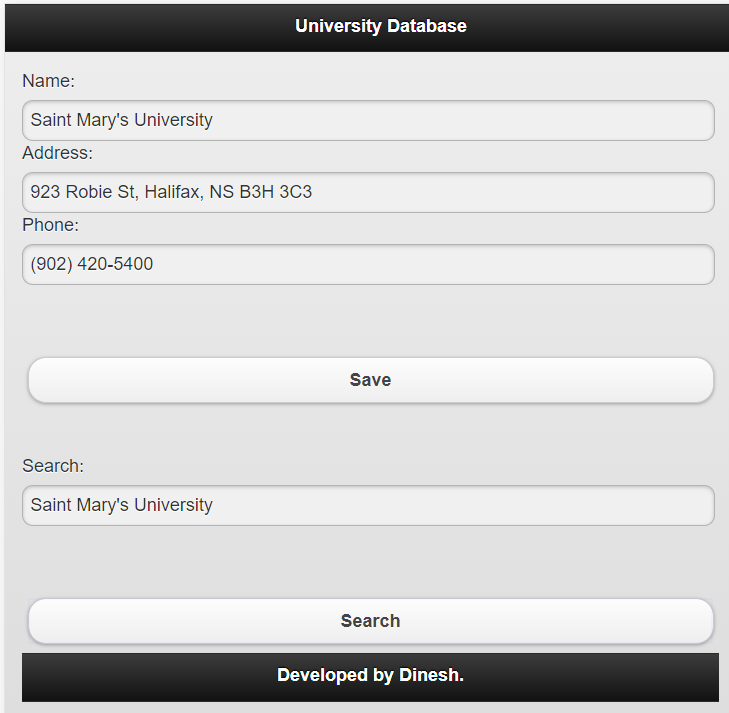 University Database
Name:
Saint Mary's University
Address:
923 Robie St, Halifax, NS B3H 3C3
Phone:
(902) 420-5400
Save
Search:
Saint Mary's University
Search
Developed by Dinesh.